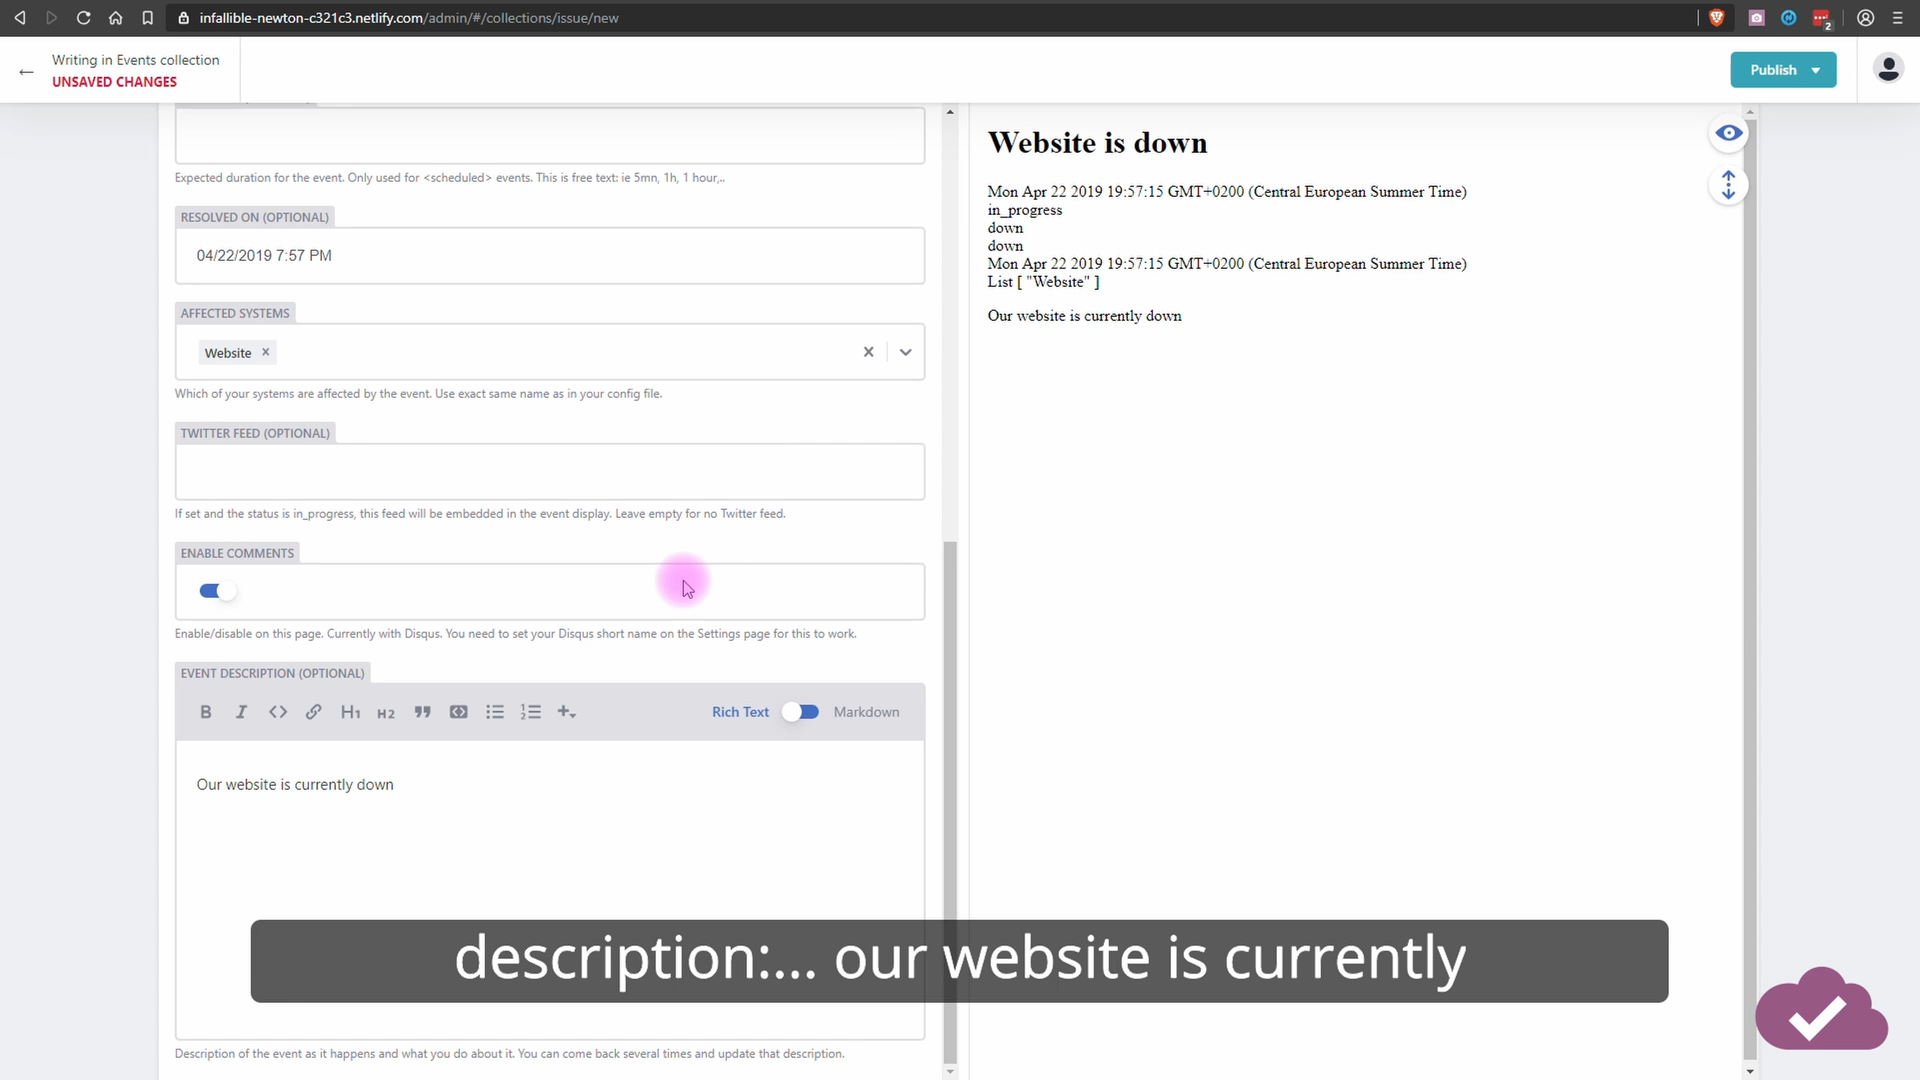 infallible-newton-c321c3.netlify.com/admin/#/collections/issue/new
2
Writing in Events collection
UNSAVED CHANGES
Publish
Expected duration for the event. Only used for <scheduled> events. This is free text: ie 5mn, 1h, 1 hour,..
RESOLVED ON (OPTIONAL)
04/22/2019 7:57 PM
AFFECTED SYSTEMS
Website
Which of your systems are affected by the event. Use exact same name as in your config file.
TWITTER FEED (OPTIONAL)
If set and the status is in_progress, this feed will be embedded in the event display. Leave empty for no Twitter feed.
ENABLE COMMENTS
Enable/disable on this page. Currently with Disqus. You need to set your Disqus short name on the Settings page for this to work.
EVENT DESCRIPTION (OPTIONAL)
B I <> H1 H2 Rich Text Markdown
Our website is currently down
Description of the event as it happens and what you do about it. You can come back several times and update that description.
Website is down
Mon Apr 22 2019 19:57:15 GMT+0200 (Central European Summer Time)
in_progress
down
down
Mon Apr 22 2019 19:57:15 GMT+0200 (Central European Summer Time)
List [ "Website" ]
Our website is currently down
description:... our website is currently